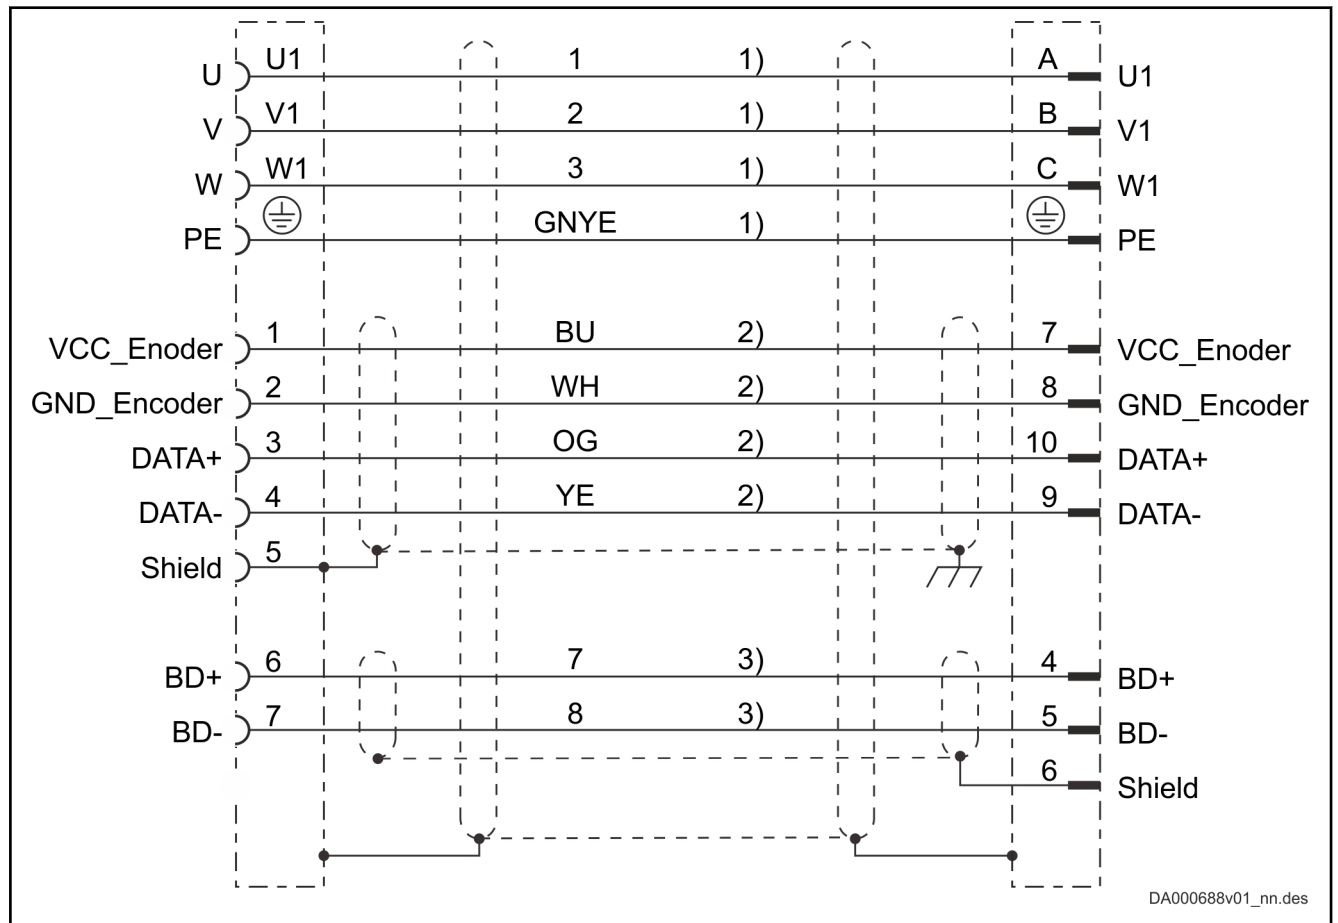 U U1 1 1) A U1
V V1 2 1) B V1
W W1 3 1) C W1
PE GNYE 1) PE
VCC_Enoder 1 BU 2) 7 VCC_Enoder
GND_Encoder 2 WH 2) 8 GND_Encoder
DATA+ 3 OG 2) 10 DATA+
DATA- 4 YE 2) 9 DATA-
Shield 5
BD+ 6 7 3) 4 BD+
BD- 7 8 3) 5 BD-
6 Shield
DA000688v01_nn.des